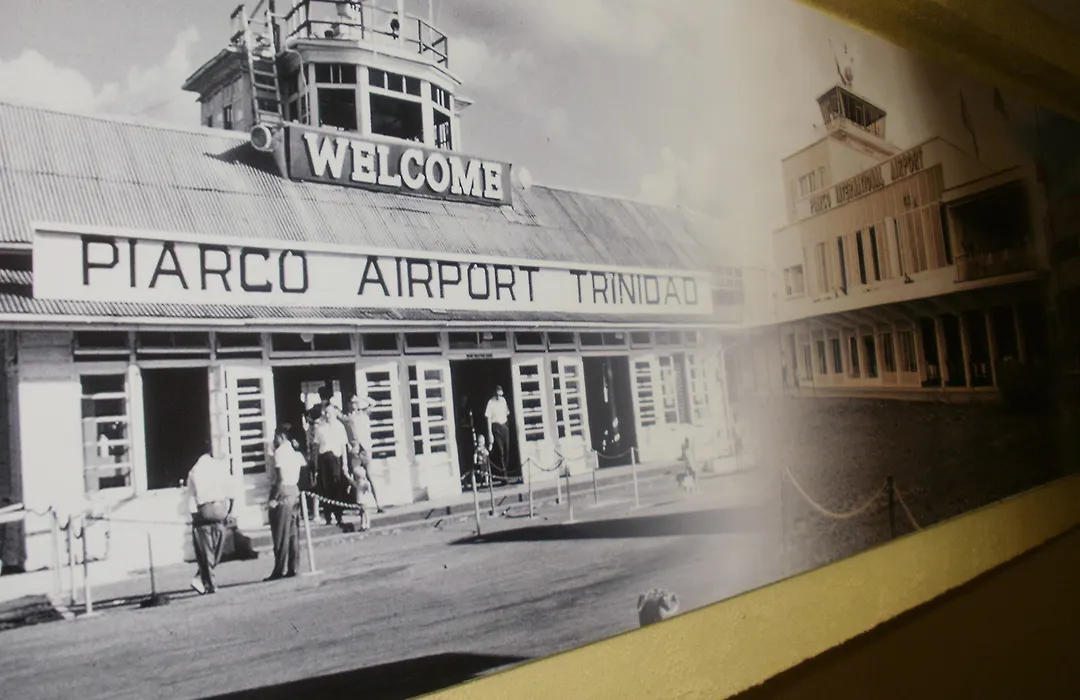 WELCOME
PIARCO AIRPORT TRINIDAD
PIARCO INTERNATIONAL AIRPORT